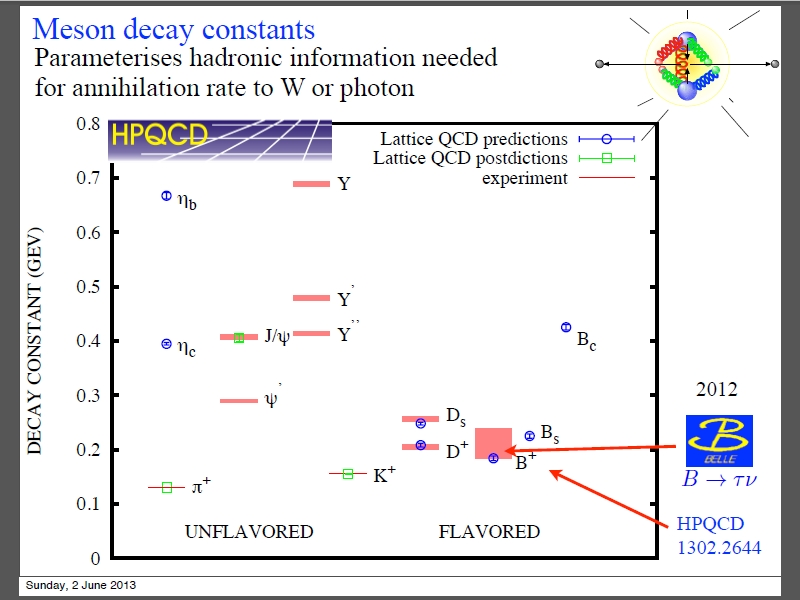 Meson decay constants
Parameterises hadronic information needed
for annihilation rate to W or photon
HPQCD
Lattice QCD predictions
Lattice QCD postdictions
experiment
DECAY CONSTANT (GEV)
0.8
0.7
0.6
0.5
0.4
0.3
0.2
0.1
0
ηb
ηc
π+
J/ψ
ψ'
Υ
Υ'
Υ''
K+
Ds
D+
Bs
B+
Bc
UNFLAVORED
FLAVORED
2012
B
BELLE
B → τν
HPQCD
1302.2644
Sunday, 2 June 2013